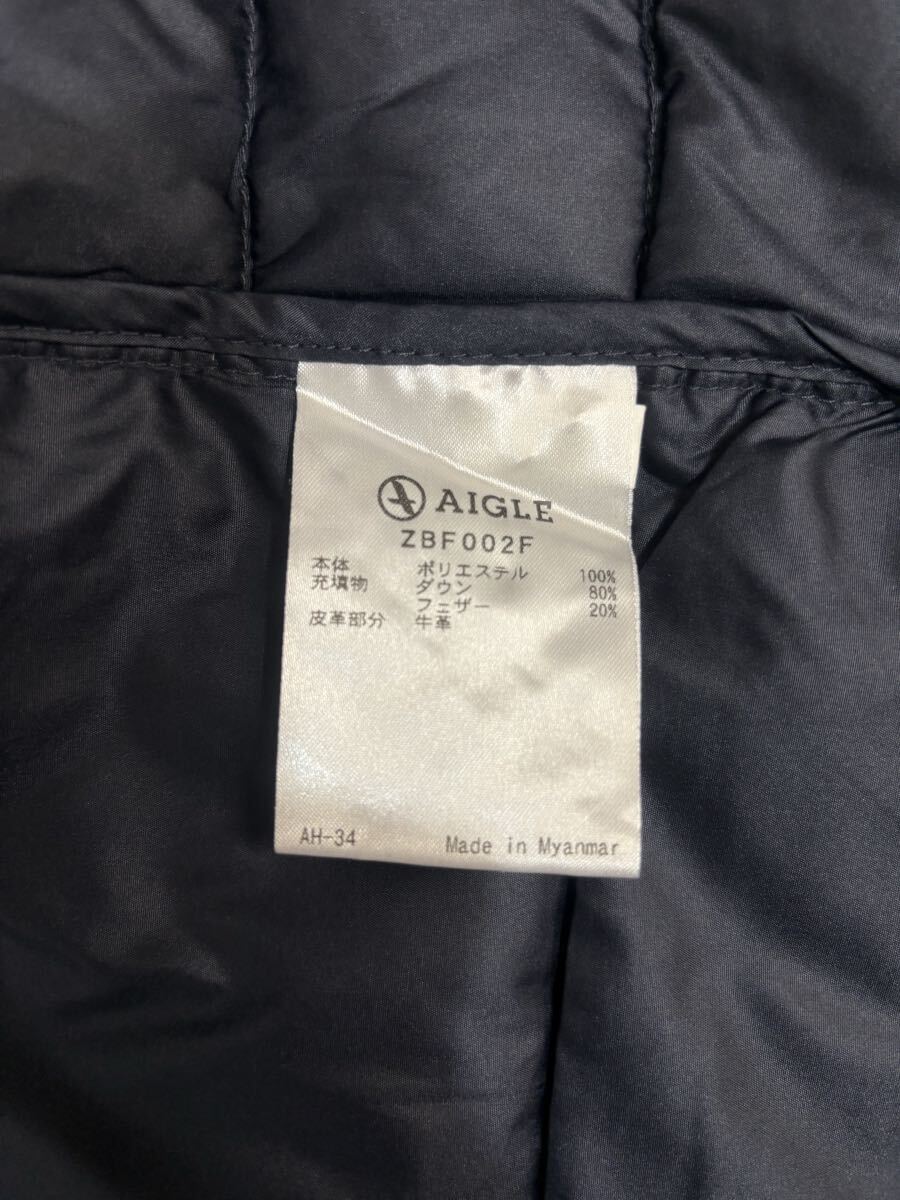 AIGLE
ZBF002F
本体 ポリエステル 100%
充填物 ダウン 80%
フェザー 20%
皮革部分 牛革
AH-34 Made in Myanmar